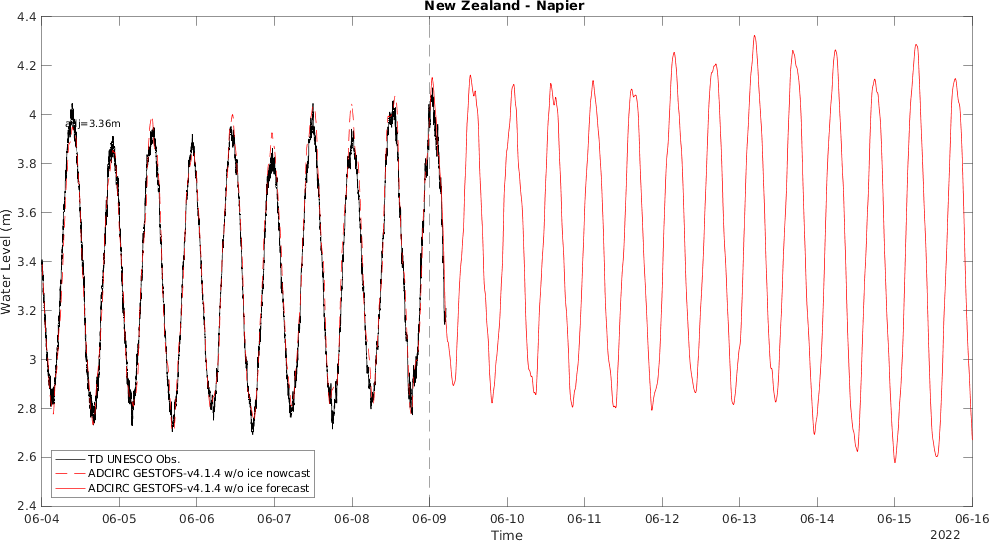 New Zealand - Napier
4.4
4.2
4
3.8
3.6
3.4
3.2
3
2.8
2.6
2.4
Water Level (m)
adj=3.36m
TD UNESCO Obs.
ADCIRC GESTOFS-v4.1.4 w/o ice nowcast
ADCIRC GESTOFS-v4.1.4 w/o ice forecast
06-04 06-05 06-06 06-07 06-08 06-09 06-10 06-11 06-12 06-13 06-14 06-15 06-16
Time
2022